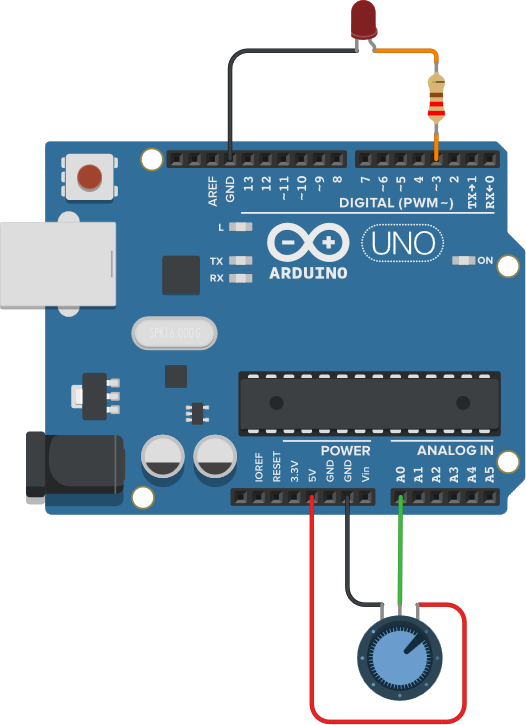 AREF
GND
13
12
~11
~10
~9
8
7
~6
~5
4
~3
2
TX→1
RX←0
DIGITAL (PWM~)
L
TX
RX
ARDUINO
UNO
ON
SPK16.000G
POWER
ANALOG IN
IOREF
RESET
3.3V
5V
GND
GND
Vin
A0
A1
A2
A3
A4
A5